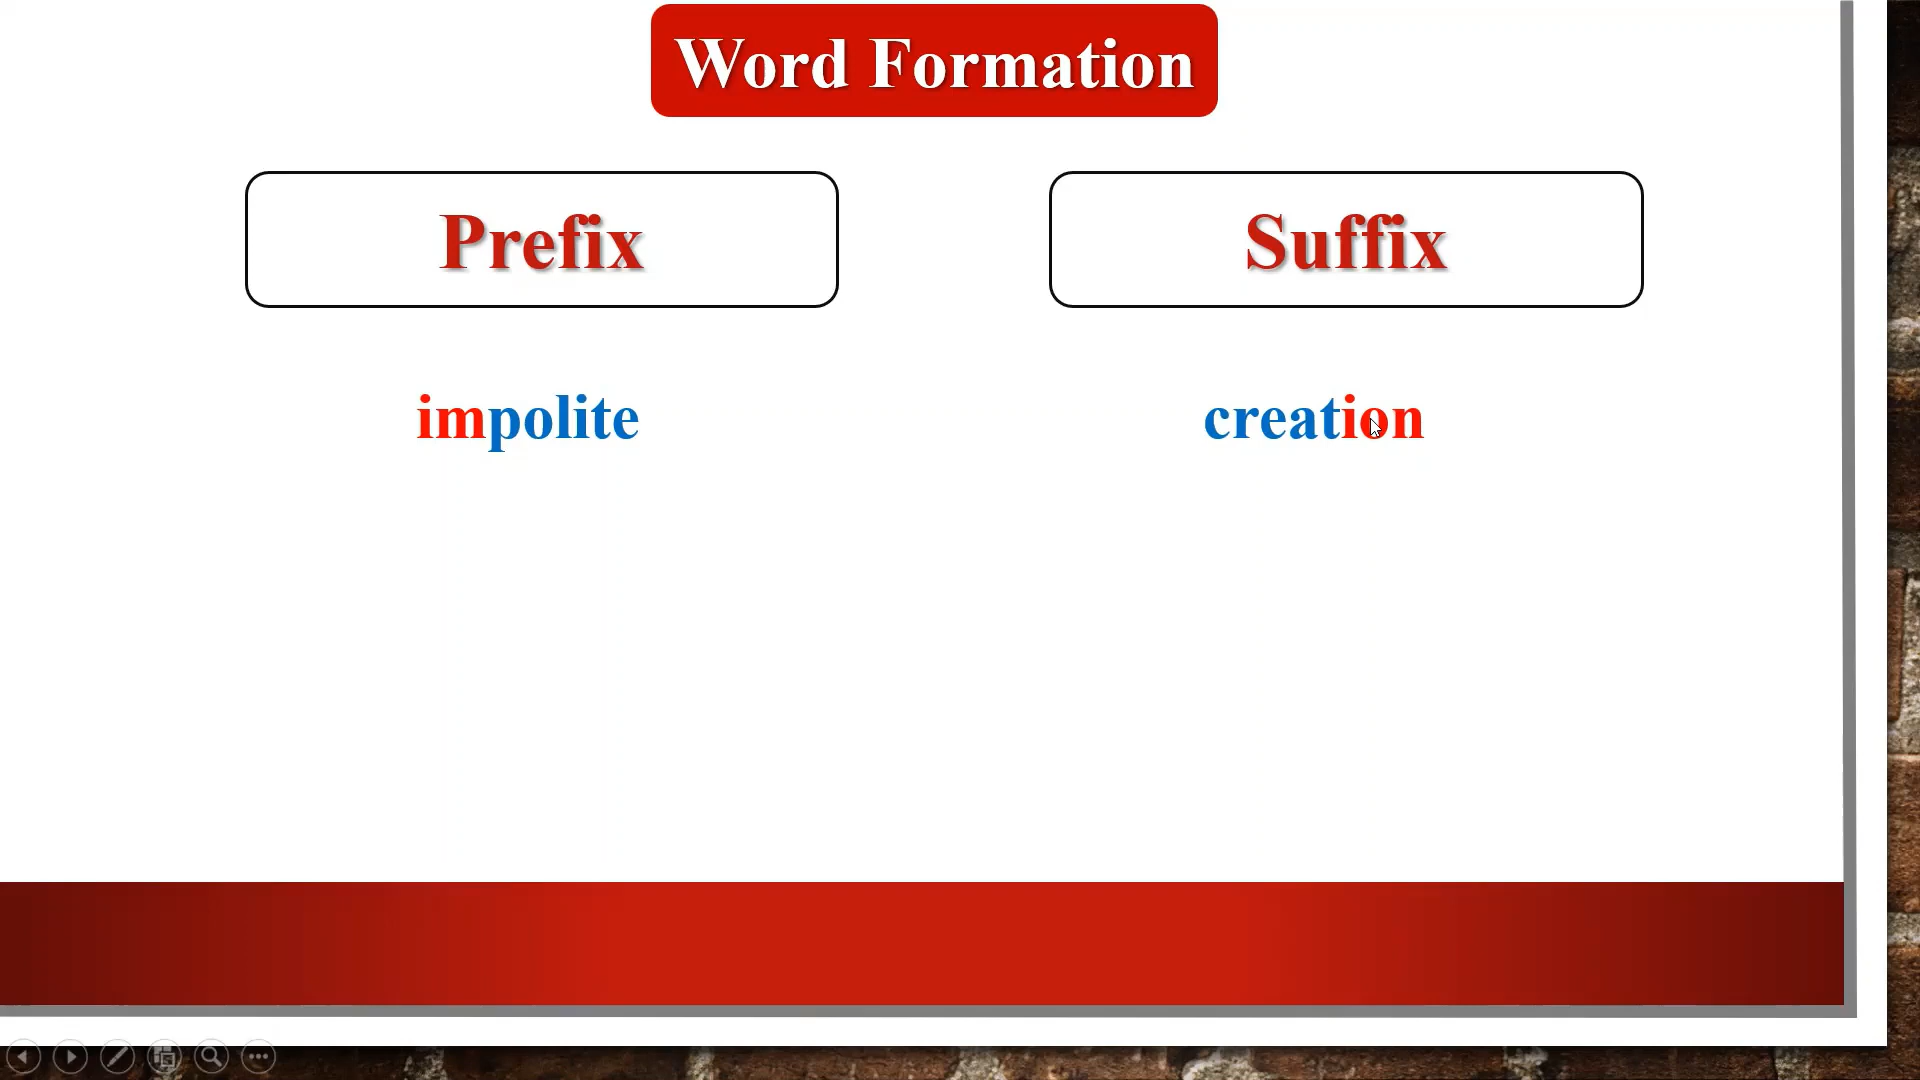 Word Formation
Prefix
Suffix
impolite
creation